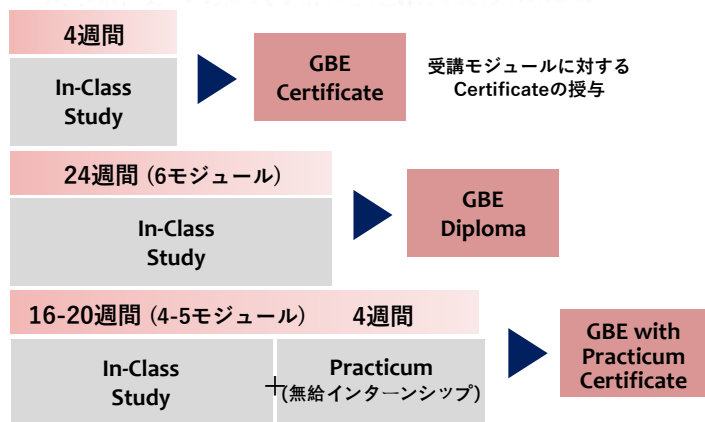 4週間
In-Class
Study
GBE
Certificate
受講モジュールに対する
Certificateの授与
24週間 (6モジュール)
In-Class
Study
GBE
Diploma
16-20週間 (4-5モジュール) 4週間
In-Class
Study
+
Practicum
(無給インターンシップ)
GBE with
Practicum
Certificate